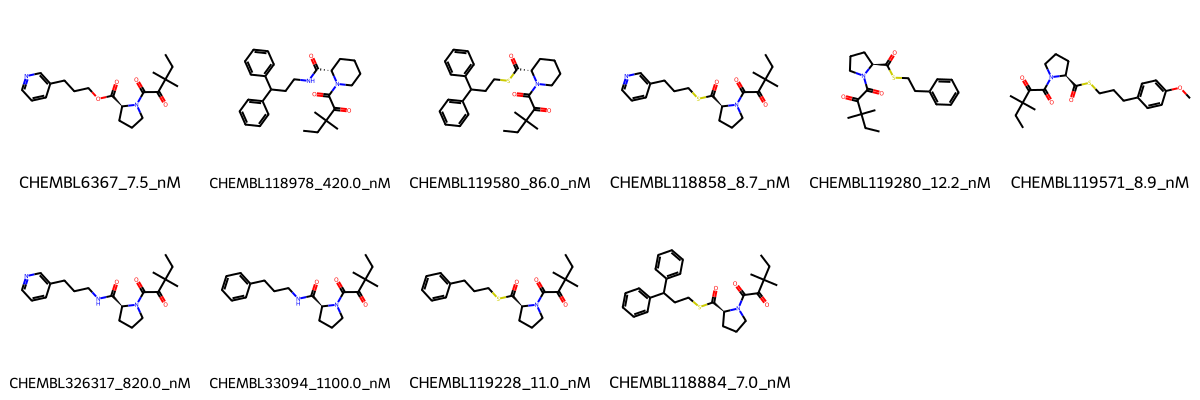 CHEMBL6367_7.5_nM
CHEMBL118978_420.0_nM
CHEMBL119580_86.0_nM
CHEMBL118858_8.7_nM
CHEMBL119280_12.2_nM
CHEMBL119571_8.9_nM
CHEMBL326317_820.0_nM
CHEMBL33094_1100.0_nM
CHEMBL119228_11.0_nM
CHEMBL118884_7.0_nM